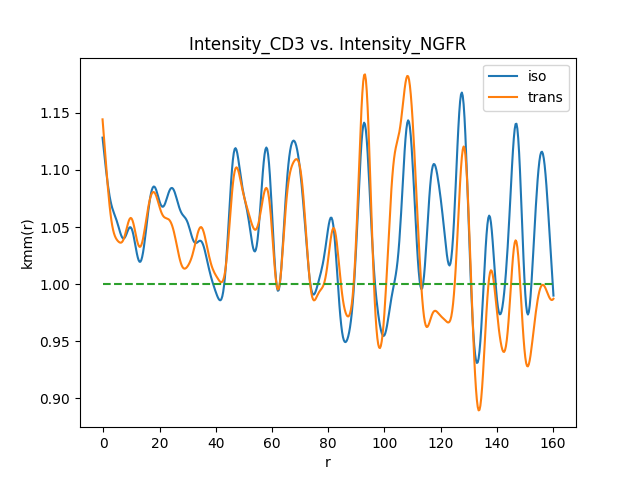 Intensity_CD3 vs. Intensity_NGFR
iso
trans
kmm(r)
1.15
1.10
1.05
1.00
0.95
0.90
0 20 40 60 80 100 120 140 160
r